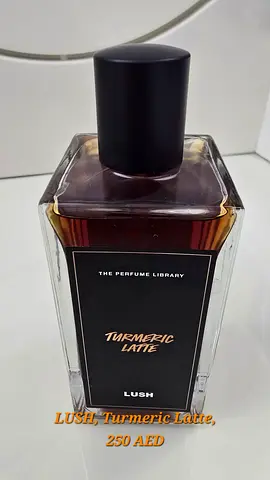 THE PERFUME LIBRARY
TURMERIC
LATTE
LUSH
LUSH, Turmeric Latte,
250 AED